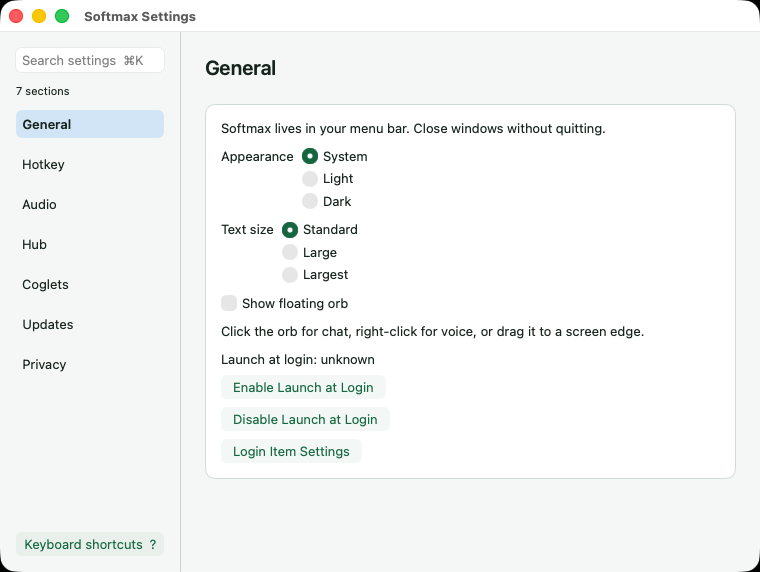 Softmax Settings
Search settings ⌘K
7 sections
General
Hotkey
Audio
Hub
Coglets
Updates
Privacy
Keyboard shortcuts ?
General
Softmax lives in your menu bar. Close windows without quitting.
Appearance System
Light
Dark
Text size Standard
Large
Largest
Show floating orb
Click the orb for chat, right-click for voice, or drag it to a screen edge.
Launch at login: unknown
Enable Launch at Login
Disable Launch at Login
Login Item Settings